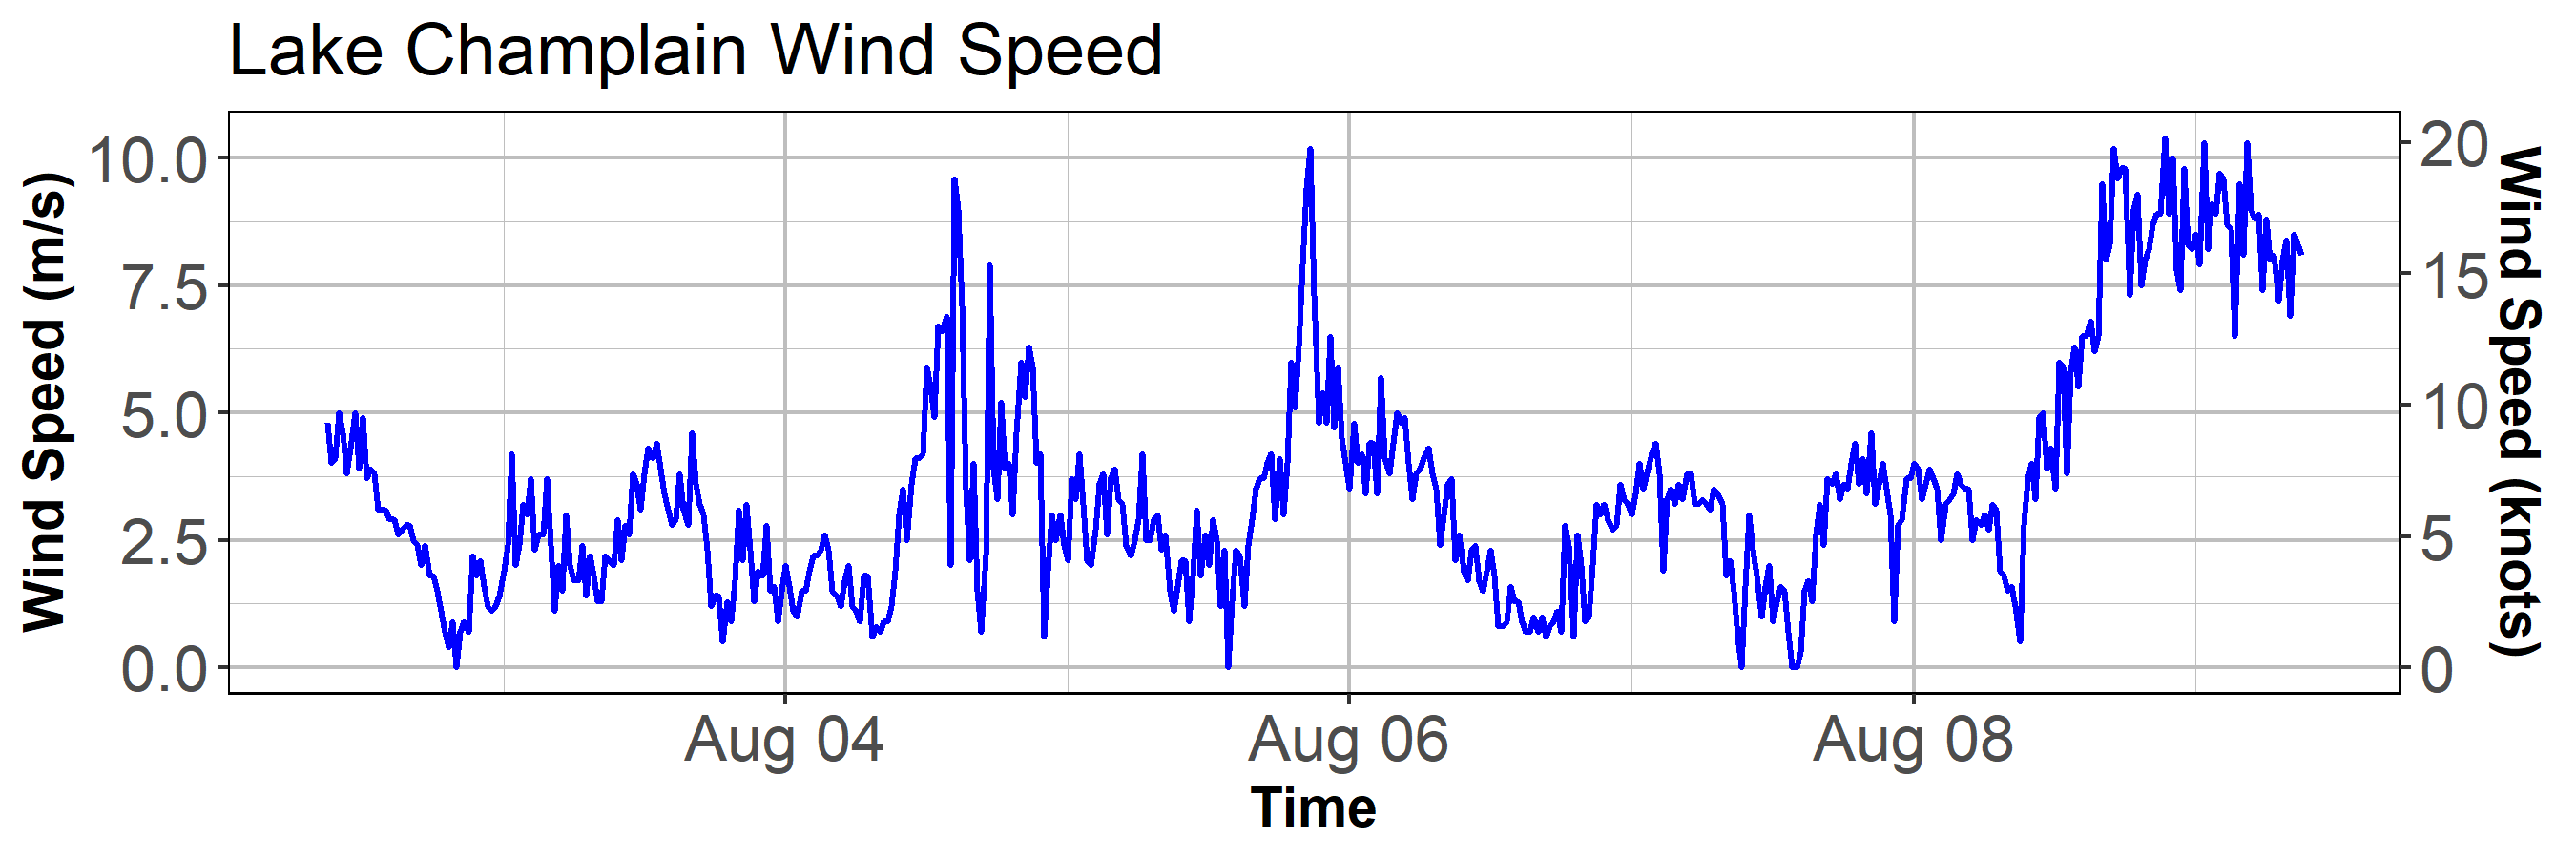 Lake Champlain Wind Speed
Wind Speed (m/s)
10.0
7.5
5.0
2.5
0.0
20
15
10
5
0
Wind Speed (knots)
Aug 04
Aug 06
Aug 08
Time